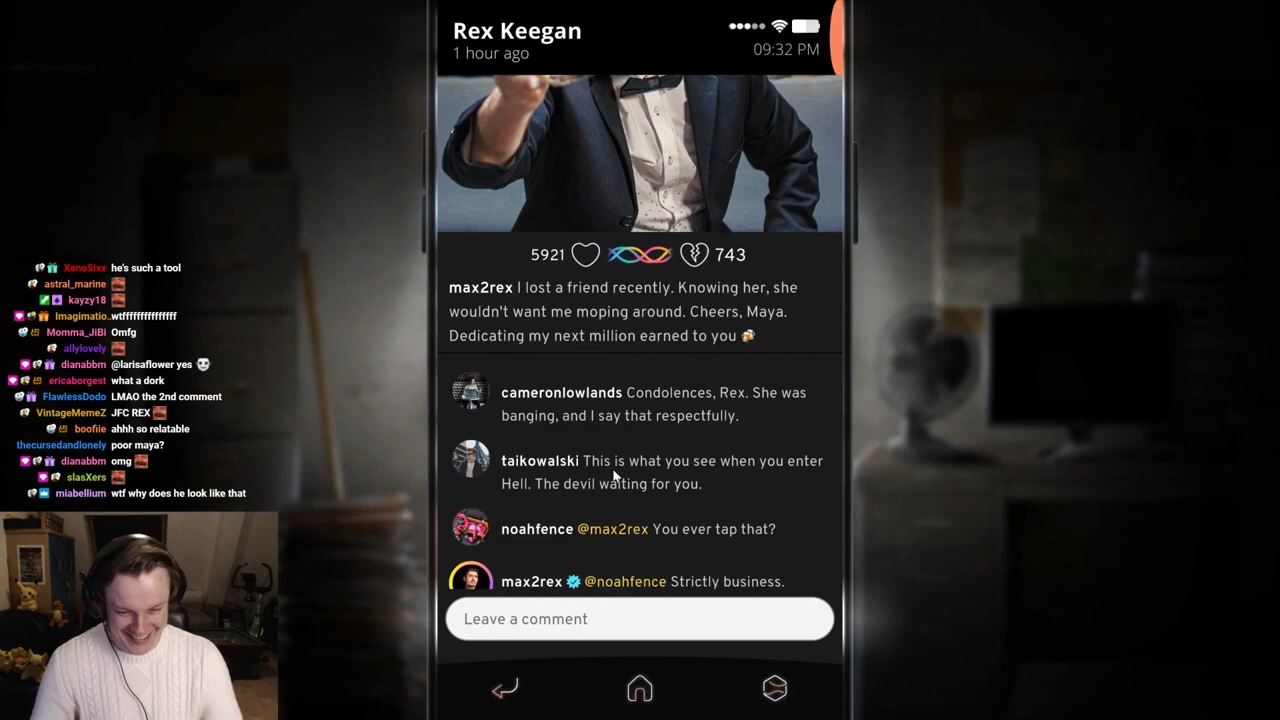 Rex Keegan
1 hour ago
09:32 PM
5921
743
max2rex I lost a friend recently. Knowing her, she
wouldn't want me moping around. Cheers, Maya.
Dedicating my next million earned to you
cameronlowlands Condolences, Rex. She was
banging, and I say that respectfully.
taikowalski This is what you see when you enter
Hell. The devil waiting for you.
noahfence @max2rex You ever tap that?
max2rex @noahfence Strictly business.
Leave a comment
XenoSixx he's such a tool
astral_marine
kayzy18
Imaginatio.. wtffffffffffffff
Momma_JiBi Omfg
allylovely
dianabbm @larisaflower yes
ericaborgest what a dork
FlawlessDodo LMAO the 2nd comment
VintageMemeZ JFC REX
boofiie ahhh so relatable
thecursedandlonely poor maya?
dianabbm omg
slasXers
miabellium wtf why does he look like that